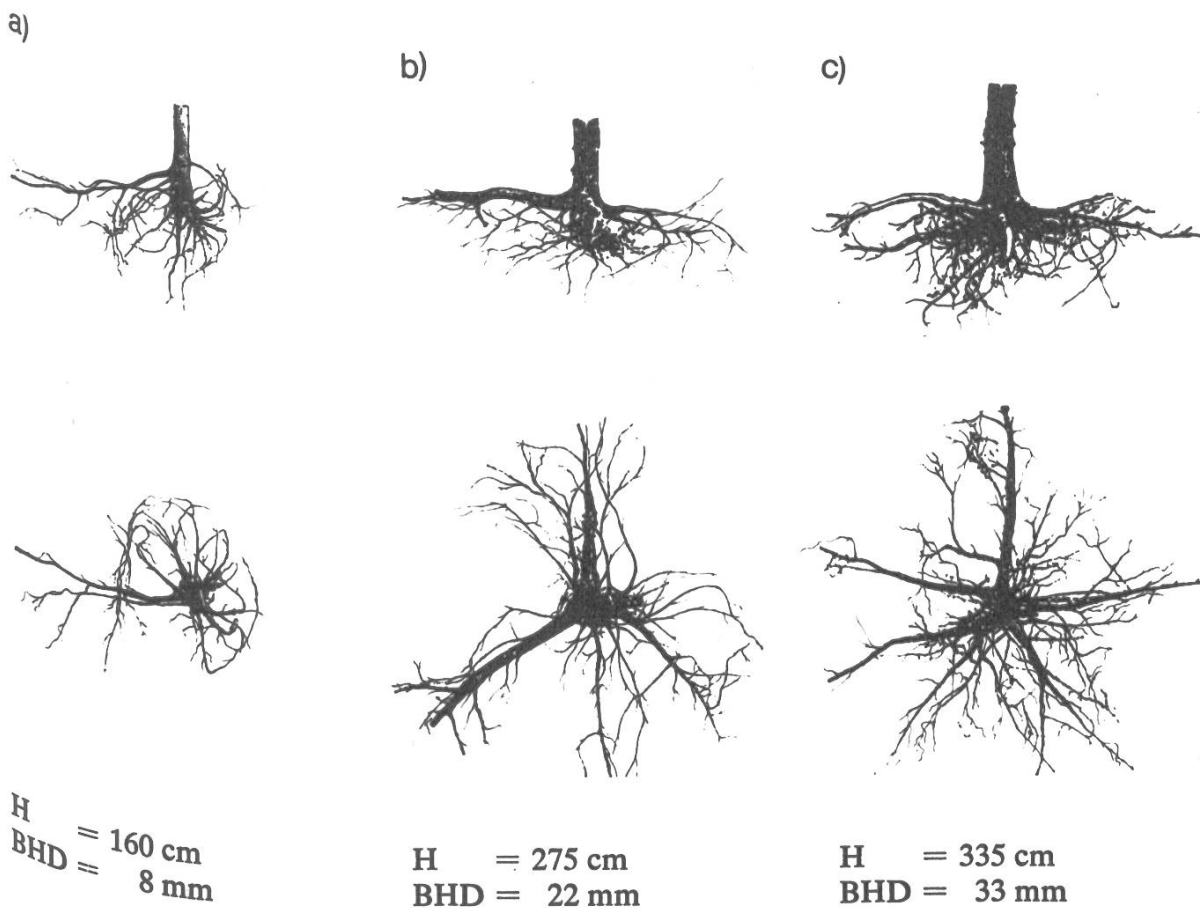 a)
b)
c)
H = 160 cm
BHD = 8 mm
H = 275 cm
BHD = 22 mm
H = 335 cm
BHD = 33 mm